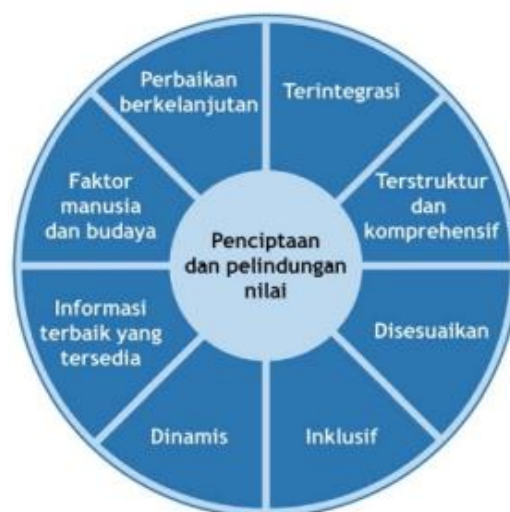 Penciptaan
dan pelindungan
nilai
Terintegrasi
Terstruktur
dan
komprehensif
Disesuaikan
Inklusif
Dinamis
Informasi
terbaik yang
tersedia
Faktor
manusia
dan budaya
Perbaikan
berkelanjutan